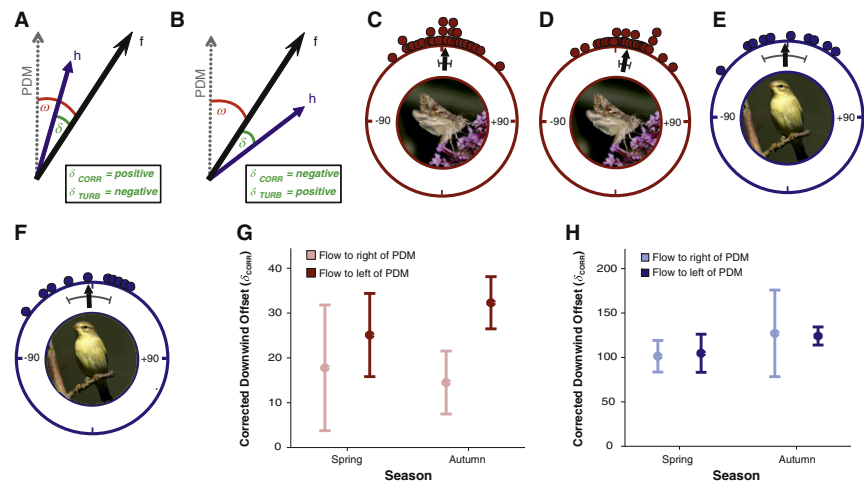 A
B
C
D
E
PDM
h
f
ω
δ
δ CORR = positive
δ TURB = negative
PDM
f
h
ω
δ
δ CORR = negative
δ TURB = positive
-90
+90
-90
+90
-90
+90
F
-90
+90
G
Flow to right of PDM
Flow to left of PDM
Corrected Downwind Offset (δCORR)
40
30
20
10
0
Spring
Autumn
Season
H
Flow to right of PDM
Flow to left of PDM
Corrected Downwind Offset (δCORR)
200
150
100
50
0
Spring
Autumn
Season